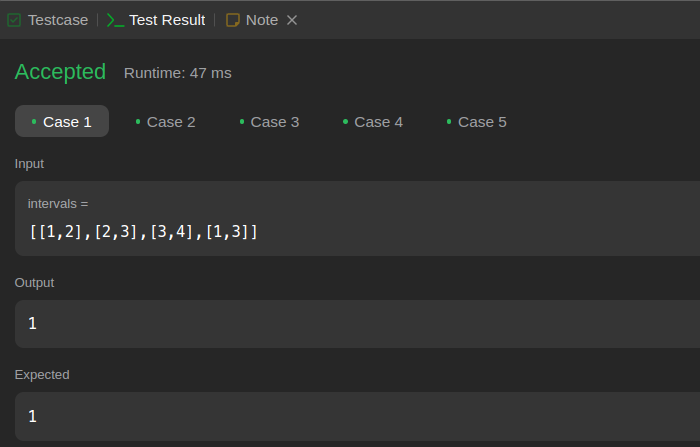 Testcase Test Result Note
Accepted Runtime: 47 ms
Case 1 Case 2 Case 3 Case 4 Case 5
Input
intervals =
[[1,2],[2,3],[3,4],[1,3]]
Output
1
Expected
1